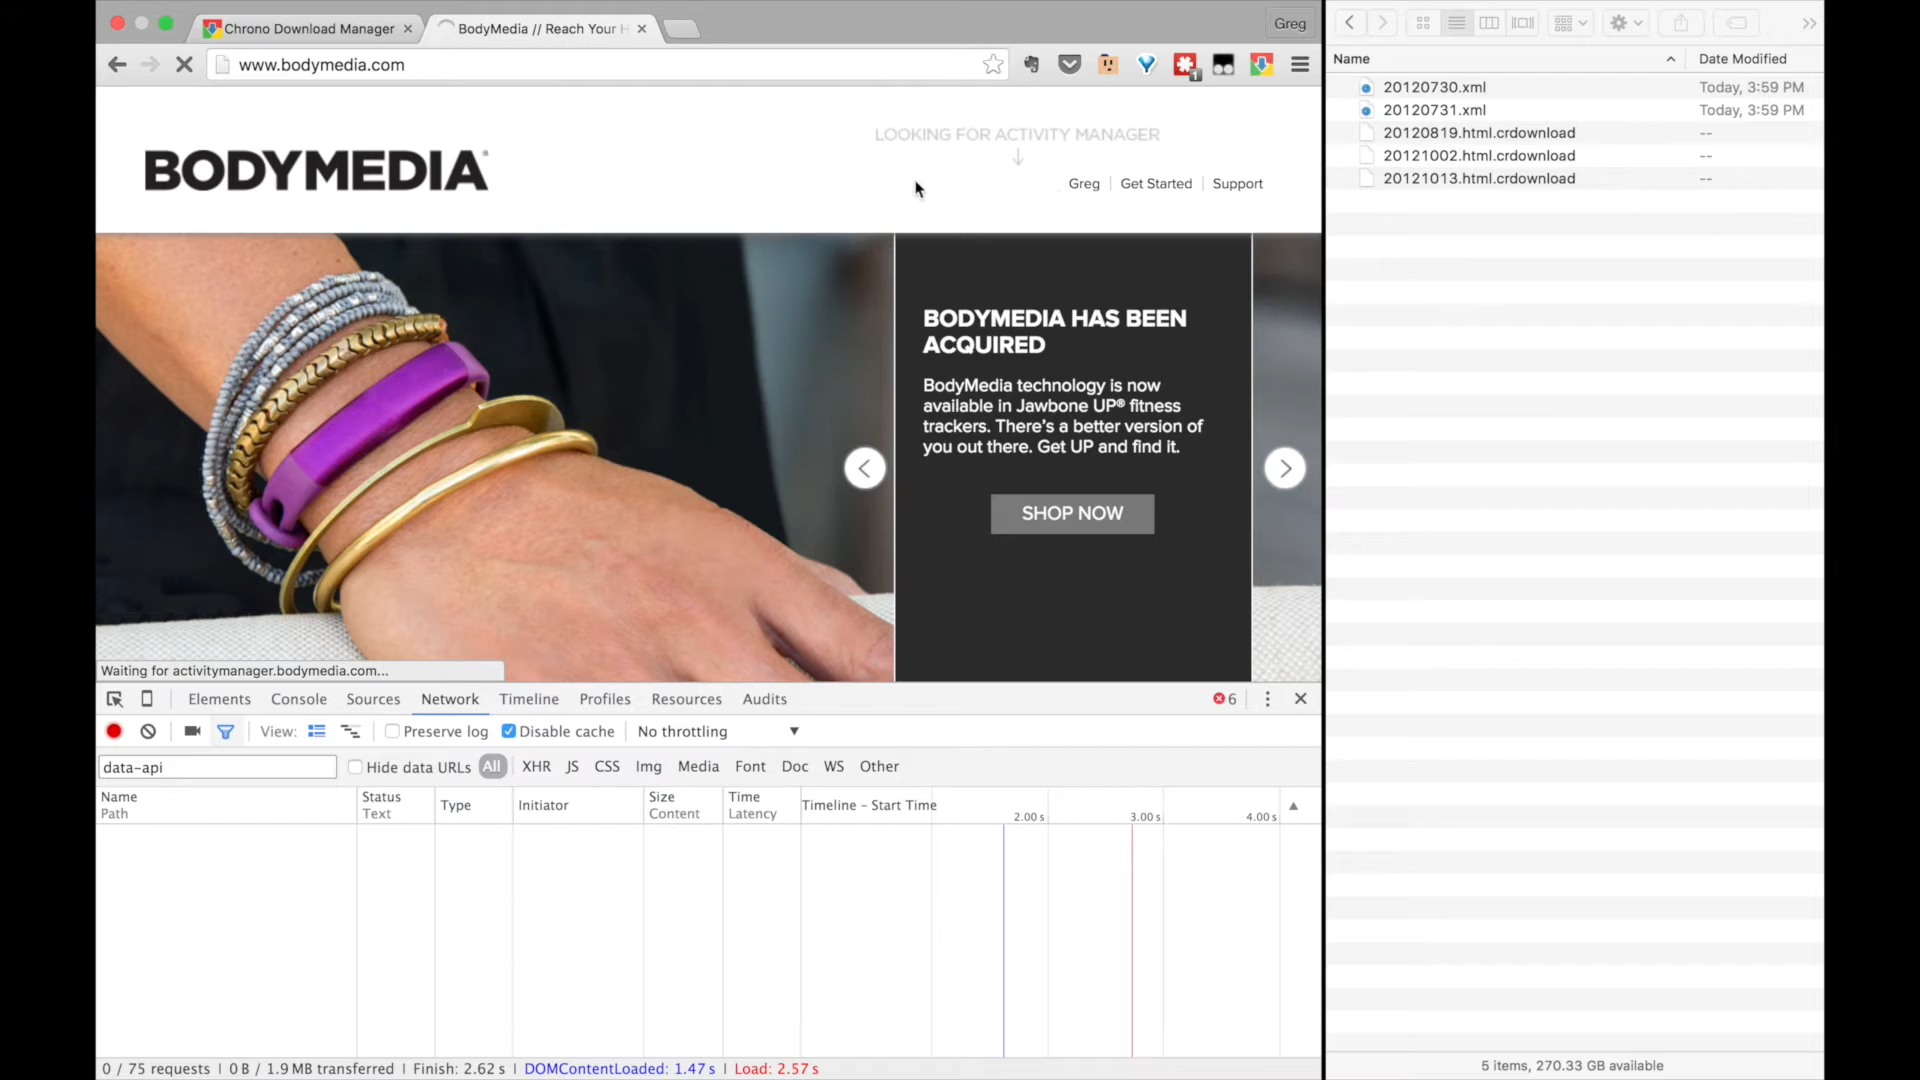 Chrono Download Manager
BodyMedia // Reach Your H
Greg
www.bodymedia.com
1
BODYMEDIA®
LOOKING FOR ACTIVITY MANAGER
Greg | Get Started | Support
BODYMEDIA HAS BEEN
ACQUIRED
BodyMedia technology is now
available in Jawbone UP® fitness
trackers. There's a better version of
you out there. Get UP and find it.
SHOP NOW
Waiting for activitymanager.bodymedia.com...
Elements Console Sources Network Timeline Profiles Resources Audits 6
View: Preserve log Disable cache No throttling
data-api Hide data URLs All XHR JS CSS Img Media Font Doc WS Other
Name Status Type Initiator Size Time Timeline – Start Time
Path Text Content Latency 2.00 s 3.00 s 4.00 s
0 / 75 requests | 0 B / 1.9 MB transferred | Finish: 2.62 s | DOMContentLoaded: 1.47 s | Load: 2.57 s
Name Date Modified
20120730.xml Today, 3:59 PM
20120731.xml Today, 3:59 PM
20120819.html.crdownload --
20121002.html.crdownload --
20121013.html.crdownload --
5 items, 270.33 GB available